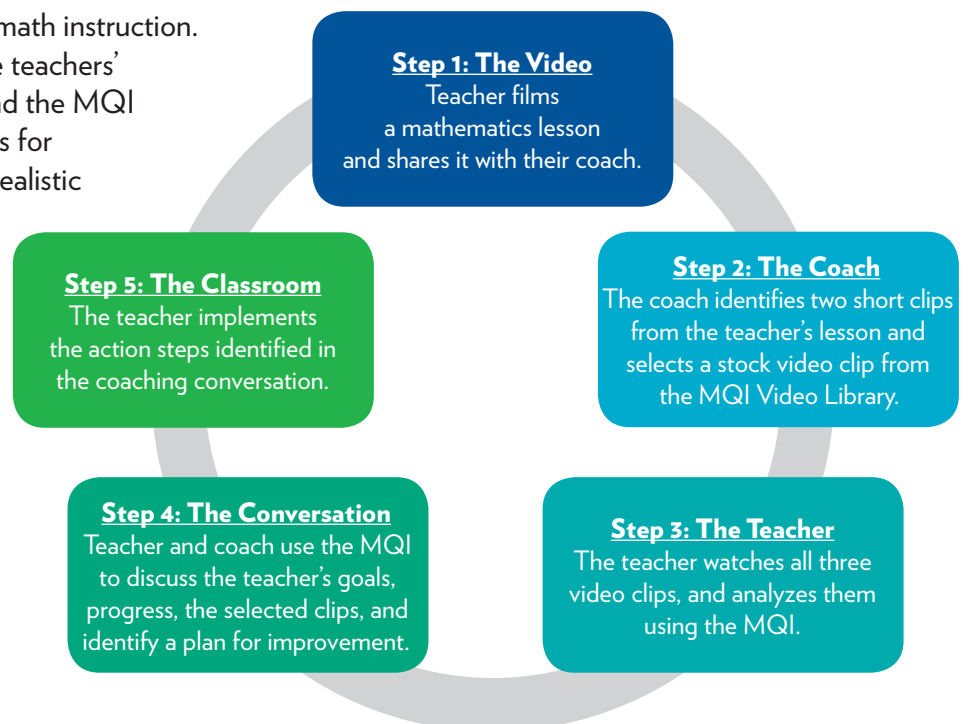 math instruction.
teachers'
the MQI
for
realistic
Step 1: The Video
Teacher films
a mathematics lesson
and shares it with their coach.
Step 2: The Coach
The coach identifies two short clips
from the teacher's lesson and
selects a stock video clip from
the MQI Video Library.
Step 3: The Teacher
The teacher watches all three
video clips, and analyzes them
using the MQI.
Step 4: The Conversation
Teacher and coach use the MQI
to discuss the teacher's goals,
progress, the selected clips, and
identify a plan for improvement.
Step 5: The Classroom
The teacher implements
the action steps identified in
the coaching conversation.